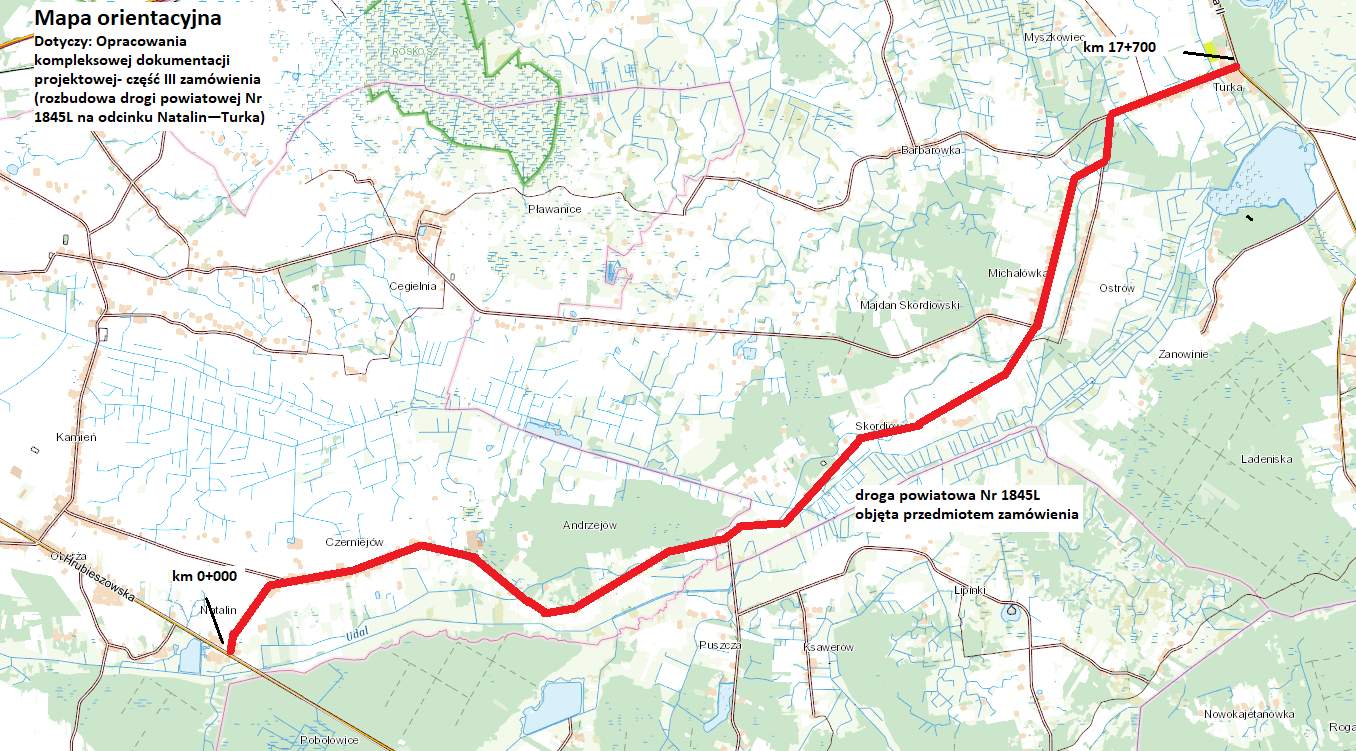 Mapa orientacyjna
Dotyczy: Opracowania
kompleksowej dokumentacji
projektowej- część III zamówienia
(rozbudowa drogi powiatowej Nr
1845L na odcinku Natalin—Turka)
ROSKOSZ
Myszkowiec
km 17+700
Turka
Barbarówka
Pławanice
Cegielnia
Michałówka
Ostrów
Majdan Skordiowski
Zanowinie
Kamień
Skordiów
Ladeniska
droga powiatowa Nr 1845L
objęta przedmiotem zamówienia
Andrzejów
Czerniejów
Hrubieszowska
km 0+000
Natalin
Udal
Lipinki
Puszcza
Ksawerów
Nowokajetanówka
Pobołowice
Roga